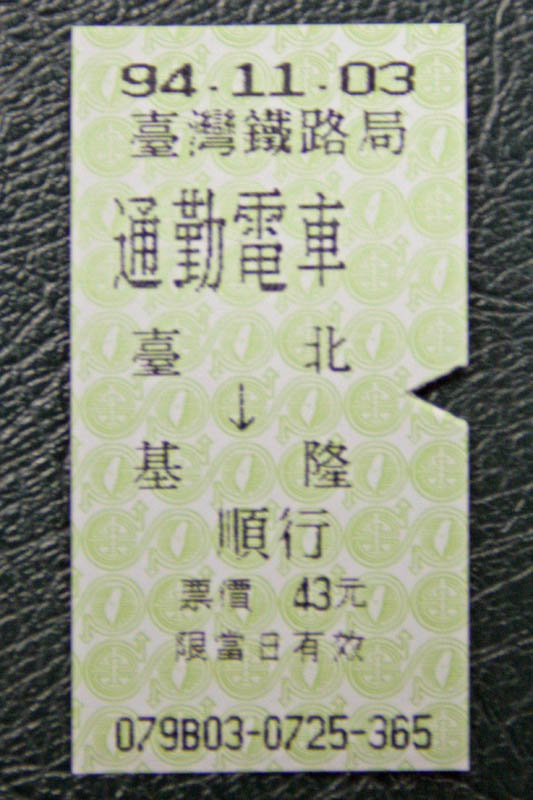 94.11.03
臺灣鐵路局
通勤電車
臺北
↓
基隆
順行
票價 43元
限當日有效
079B03-0725-365